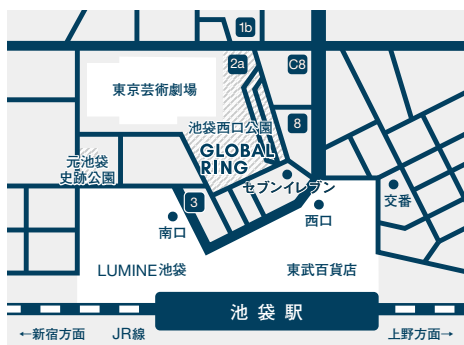 1b
2a
C8
東京芸術劇場
8
池袋西口公園
GLOBAL
RING
元池袋
史跡公園
セブンイレブン
3
交番
南口
西口
LUMINE池袋
東武百貨店
池袋駅
←新宿方面
JR線
上野方面→